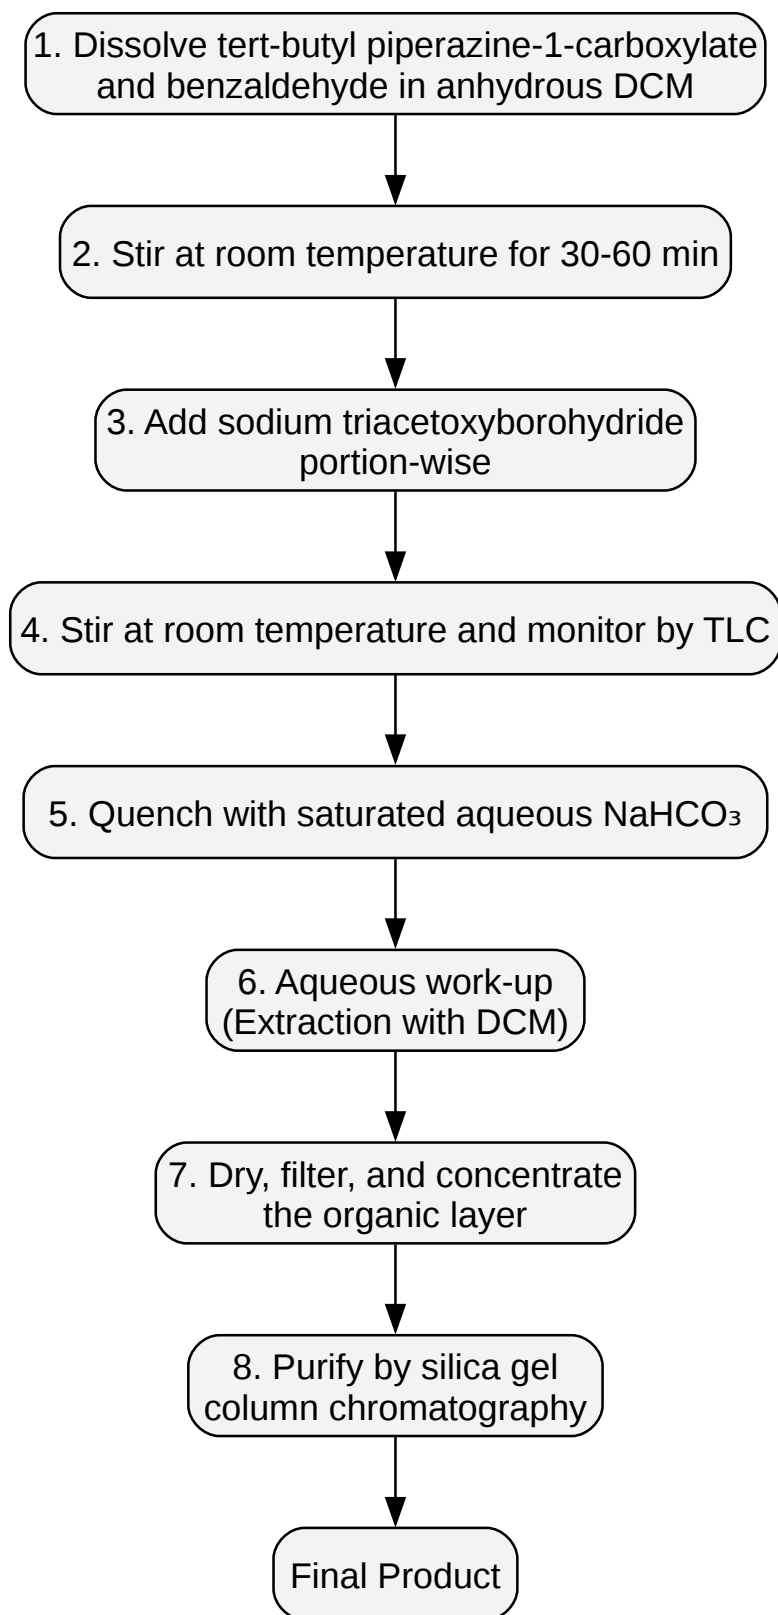 1. Dissolve tert-butyl piperazine-1-carboxylate
and benzaldehyde in anhydrous DCM
2. Stir at room temperature for 30-60 min
3. Add sodium triacetoxyborohydride
portion-wise
4. Stir at room temperature and monitor by TLC
5. Quench with saturated aqueous NaHCO₃
6. Aqueous work-up
(Extraction with DCM)
7. Dry, filter, and concentrate
the organic layer
8. Purify by silica gel
column chromatography
Final Product